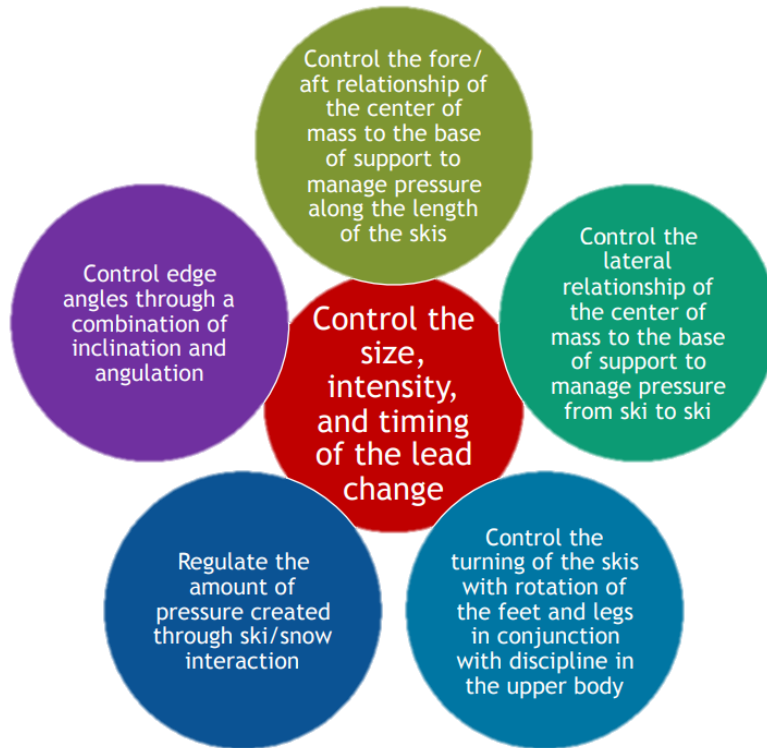 Control the fore/
aft relationship of
the center of
mass to the base
of support to
manage pressure
along the length
of the skis
Control edge
angles through a
combination of
inclination and
angulation
Control the
lateral
relationship of
the center of
mass to the base
of support to
manage pressure
from ski to ski
Control the
size,
intensity,
and timing
of the lead
change
Regulate the
amount of
pressure created
through ski/snow
interaction
Control the
turning of the skis
with rotation of
the feet and legs
in conjunction
with discipline in
the upper body